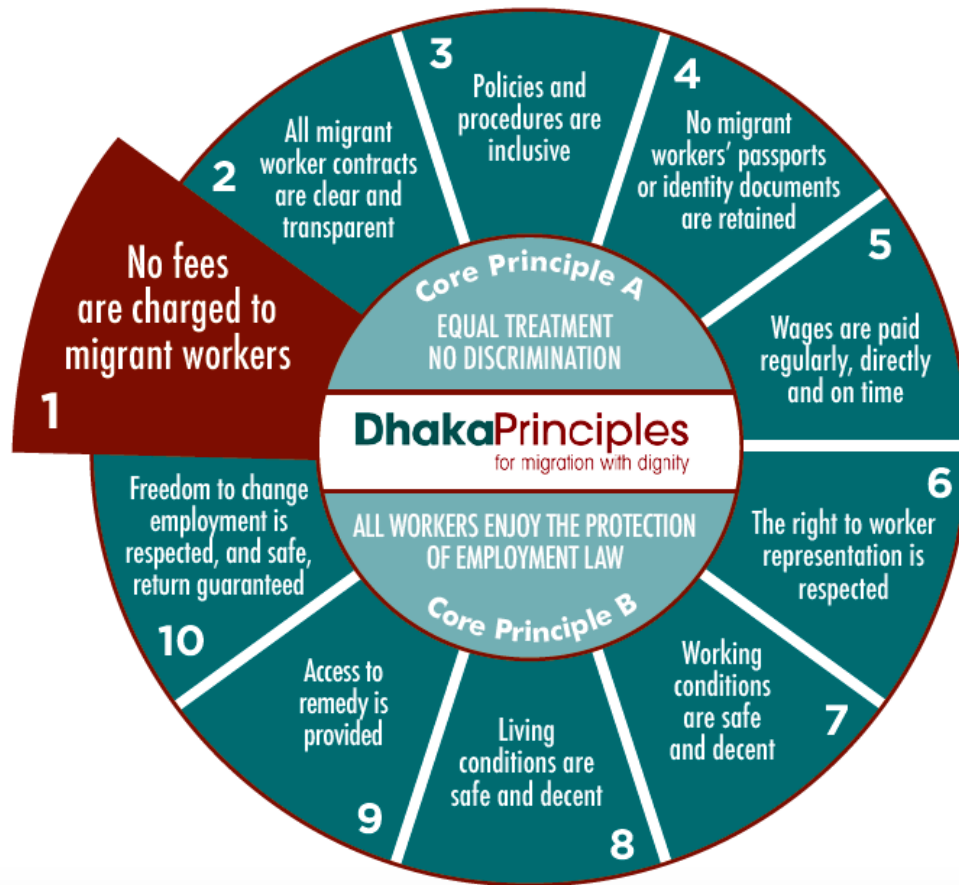 1
No fees
are charged to
migrant workers
2
All migrant
worker contracts
are clear and
transparent
3
Policies and
procedures are
inclusive
4
No migrant
workers' passports
or identity documents
are retained
5
Wages are paid
regularly, directly
and on time
6
The right to worker
representation is
respected
7
Working
conditions
are safe
and decent
8
Living
conditions are
safe and decent
9
Access to
remedy is
provided
10
Freedom to change
employment is
respected, and safe,
return guaranteed
Core Principle A
EQUAL TREATMENT
NO DISCRIMINATION
DhakaPrinciples
for migration with dignity
ALL WORKERS ENJOY THE PROTECTION
OF EMPLOYMENT LAW
Core Principle B